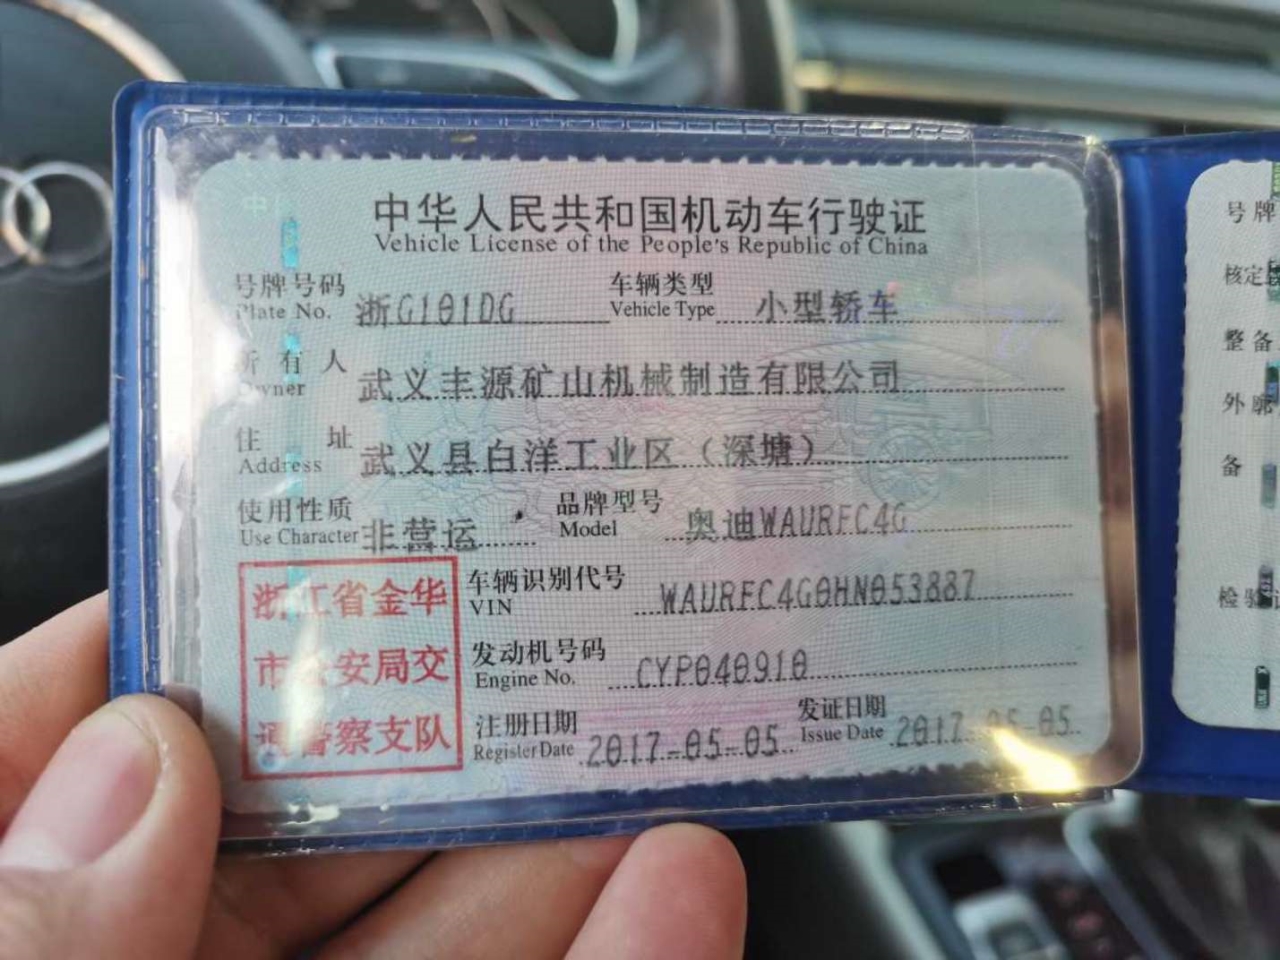 中华人民共和国机动车行驶证
Vehicle License of the People's Republic of China
号牌号码 浙G101DG 车辆类型 小型轿车
Plate No. Vehicle Type
所有人 武义丰源矿山机械制造有限公司
Owner
住址 武义县白洋工业区（深塘）
Address
使用性质 非营运 品牌型号 奥迪WAURFC4G
Use Character Model
浙江省金华
市公安局交
通警察支队
车辆识别代号 WAURFC4G0HN053887
VIN
发动机号码 CYP040910
Engine No.
注册日期 2017-05-05 发证日期 2017-05-05
Register Date Issue Date
号牌
核定
整备
外廓
备
检验